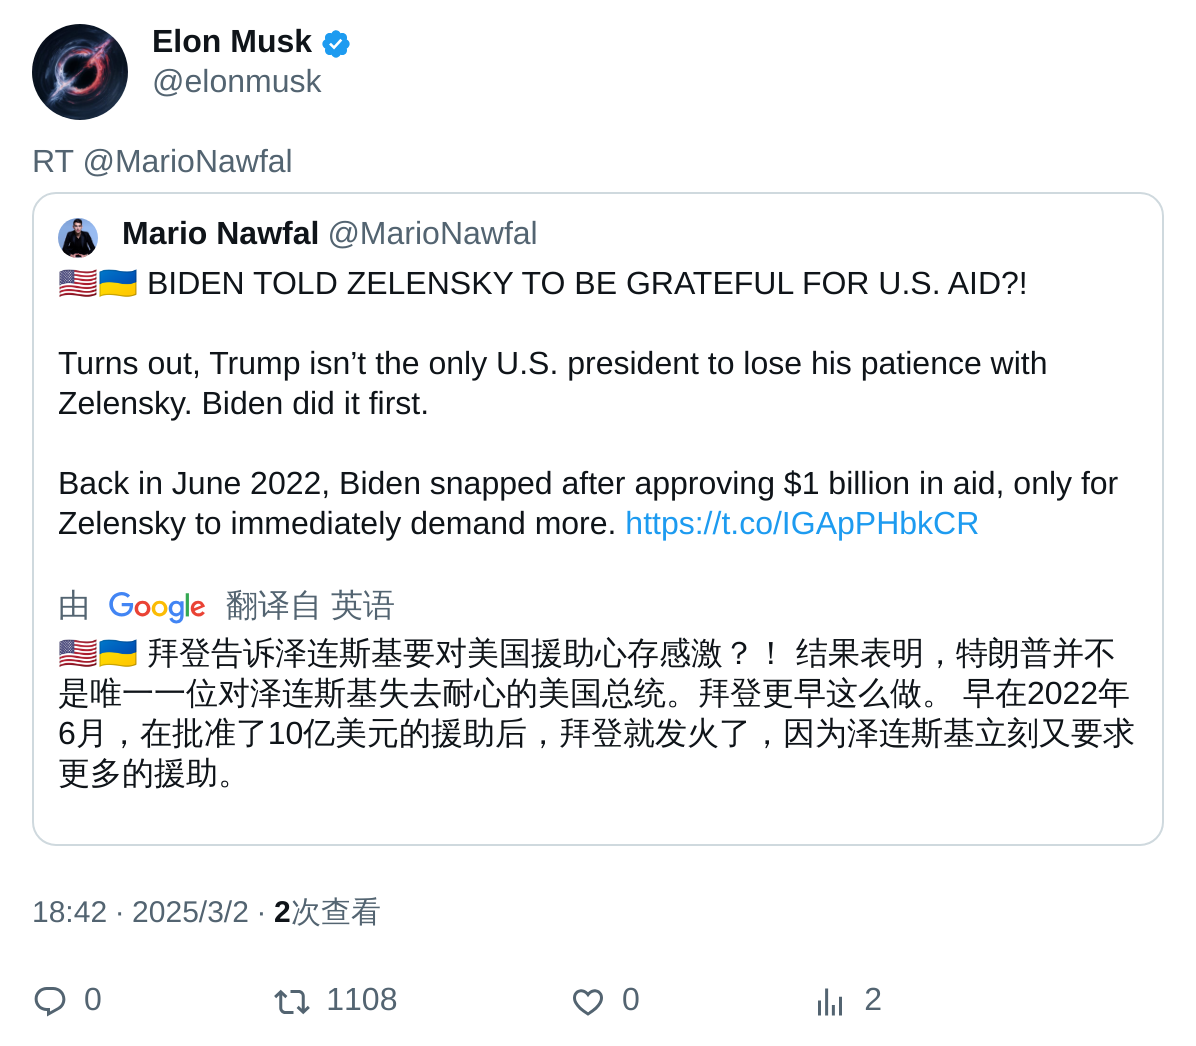 Elon Musk
@elonmusk
RT @MarioNawfal
Mario Nawfal @MarioNawfal
🇺🇸🇺🇦 BIDEN TOLD ZELENSKY TO BE GRATEFUL FOR U.S. AID?!
Turns out, Trump isn’t the only U.S. president to lose his patience with
Zelensky. Biden did it first.
Back in June 2022, Biden snapped after approving $1 billion in aid, only for
Zelensky to immediately demand more. https://t.co/IGApPHbkCR
由 Google 翻译自 英语
🇺🇸🇺🇦 拜登告诉泽连斯基要对美国援助心存感激？！ 结果表明，特朗普并不
是唯一一位对泽连斯基失去耐心的美国总统。拜登更早这么做。 早在2022年
6月，在批准了10亿美元的援助后，拜登就发火了，因为泽连斯基立刻又要求
更多的援助。
18:42 · 2025/3/2 · 2次查看
0 1108 0 2